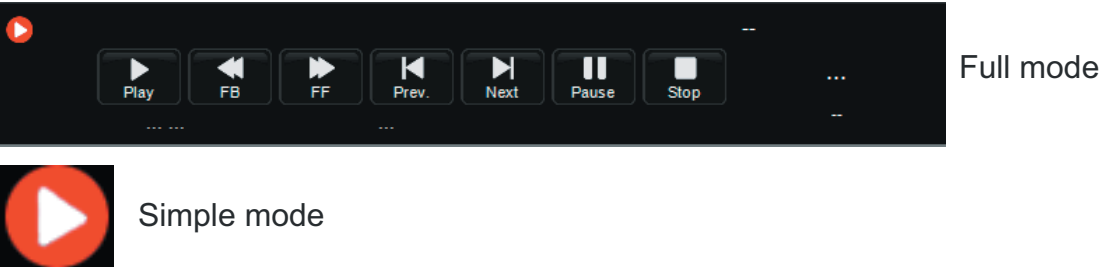 --
Play FB FF Prev. Next Pause Stop
...
Full mode
--
--- --- ---
Simple mode